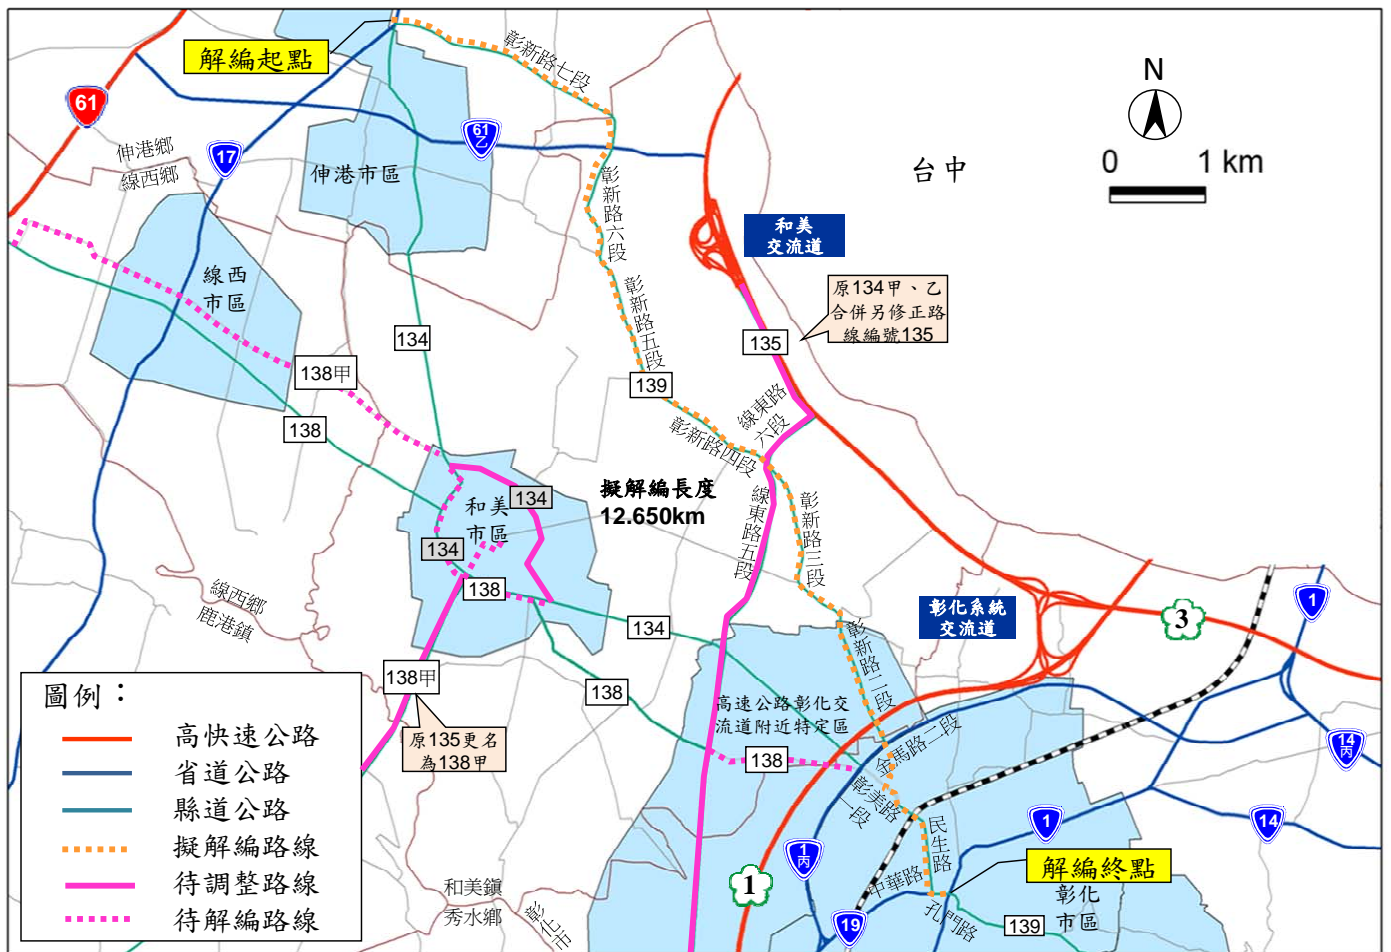 解編起點
彰新路七段
N
0 1 km
台中
61
17
61
乙
伸港鄉
線西鄉
伸港市區
彰新路六段
和美
交流道
線西
市區
彰新路五段
原134甲、乙
合併另修正路
線編號135
134
135
138甲
139
線東路
六段
138
彰新路四段
擬解編長度
12.650km
134
和美
市區
134
線東路五段
彰新路三段
138
線西鄉
鹿港鎮
134
彰化系統
交流道
3
1
彰新路二段
138甲
138
高速公路彰化交
流道附近特定區
原135更名
為138甲
138
金馬路二段
14
丙
彰美路
一段
民生路
1
14
1
丙
1
中華路
解編終點
彰化
市區
孔門路
139
19
和美鎮
秀水鄉
彰化市
圖例：
高快速公路
省道公路
縣道公路
擬解編路線
待調整路線
待解編路線